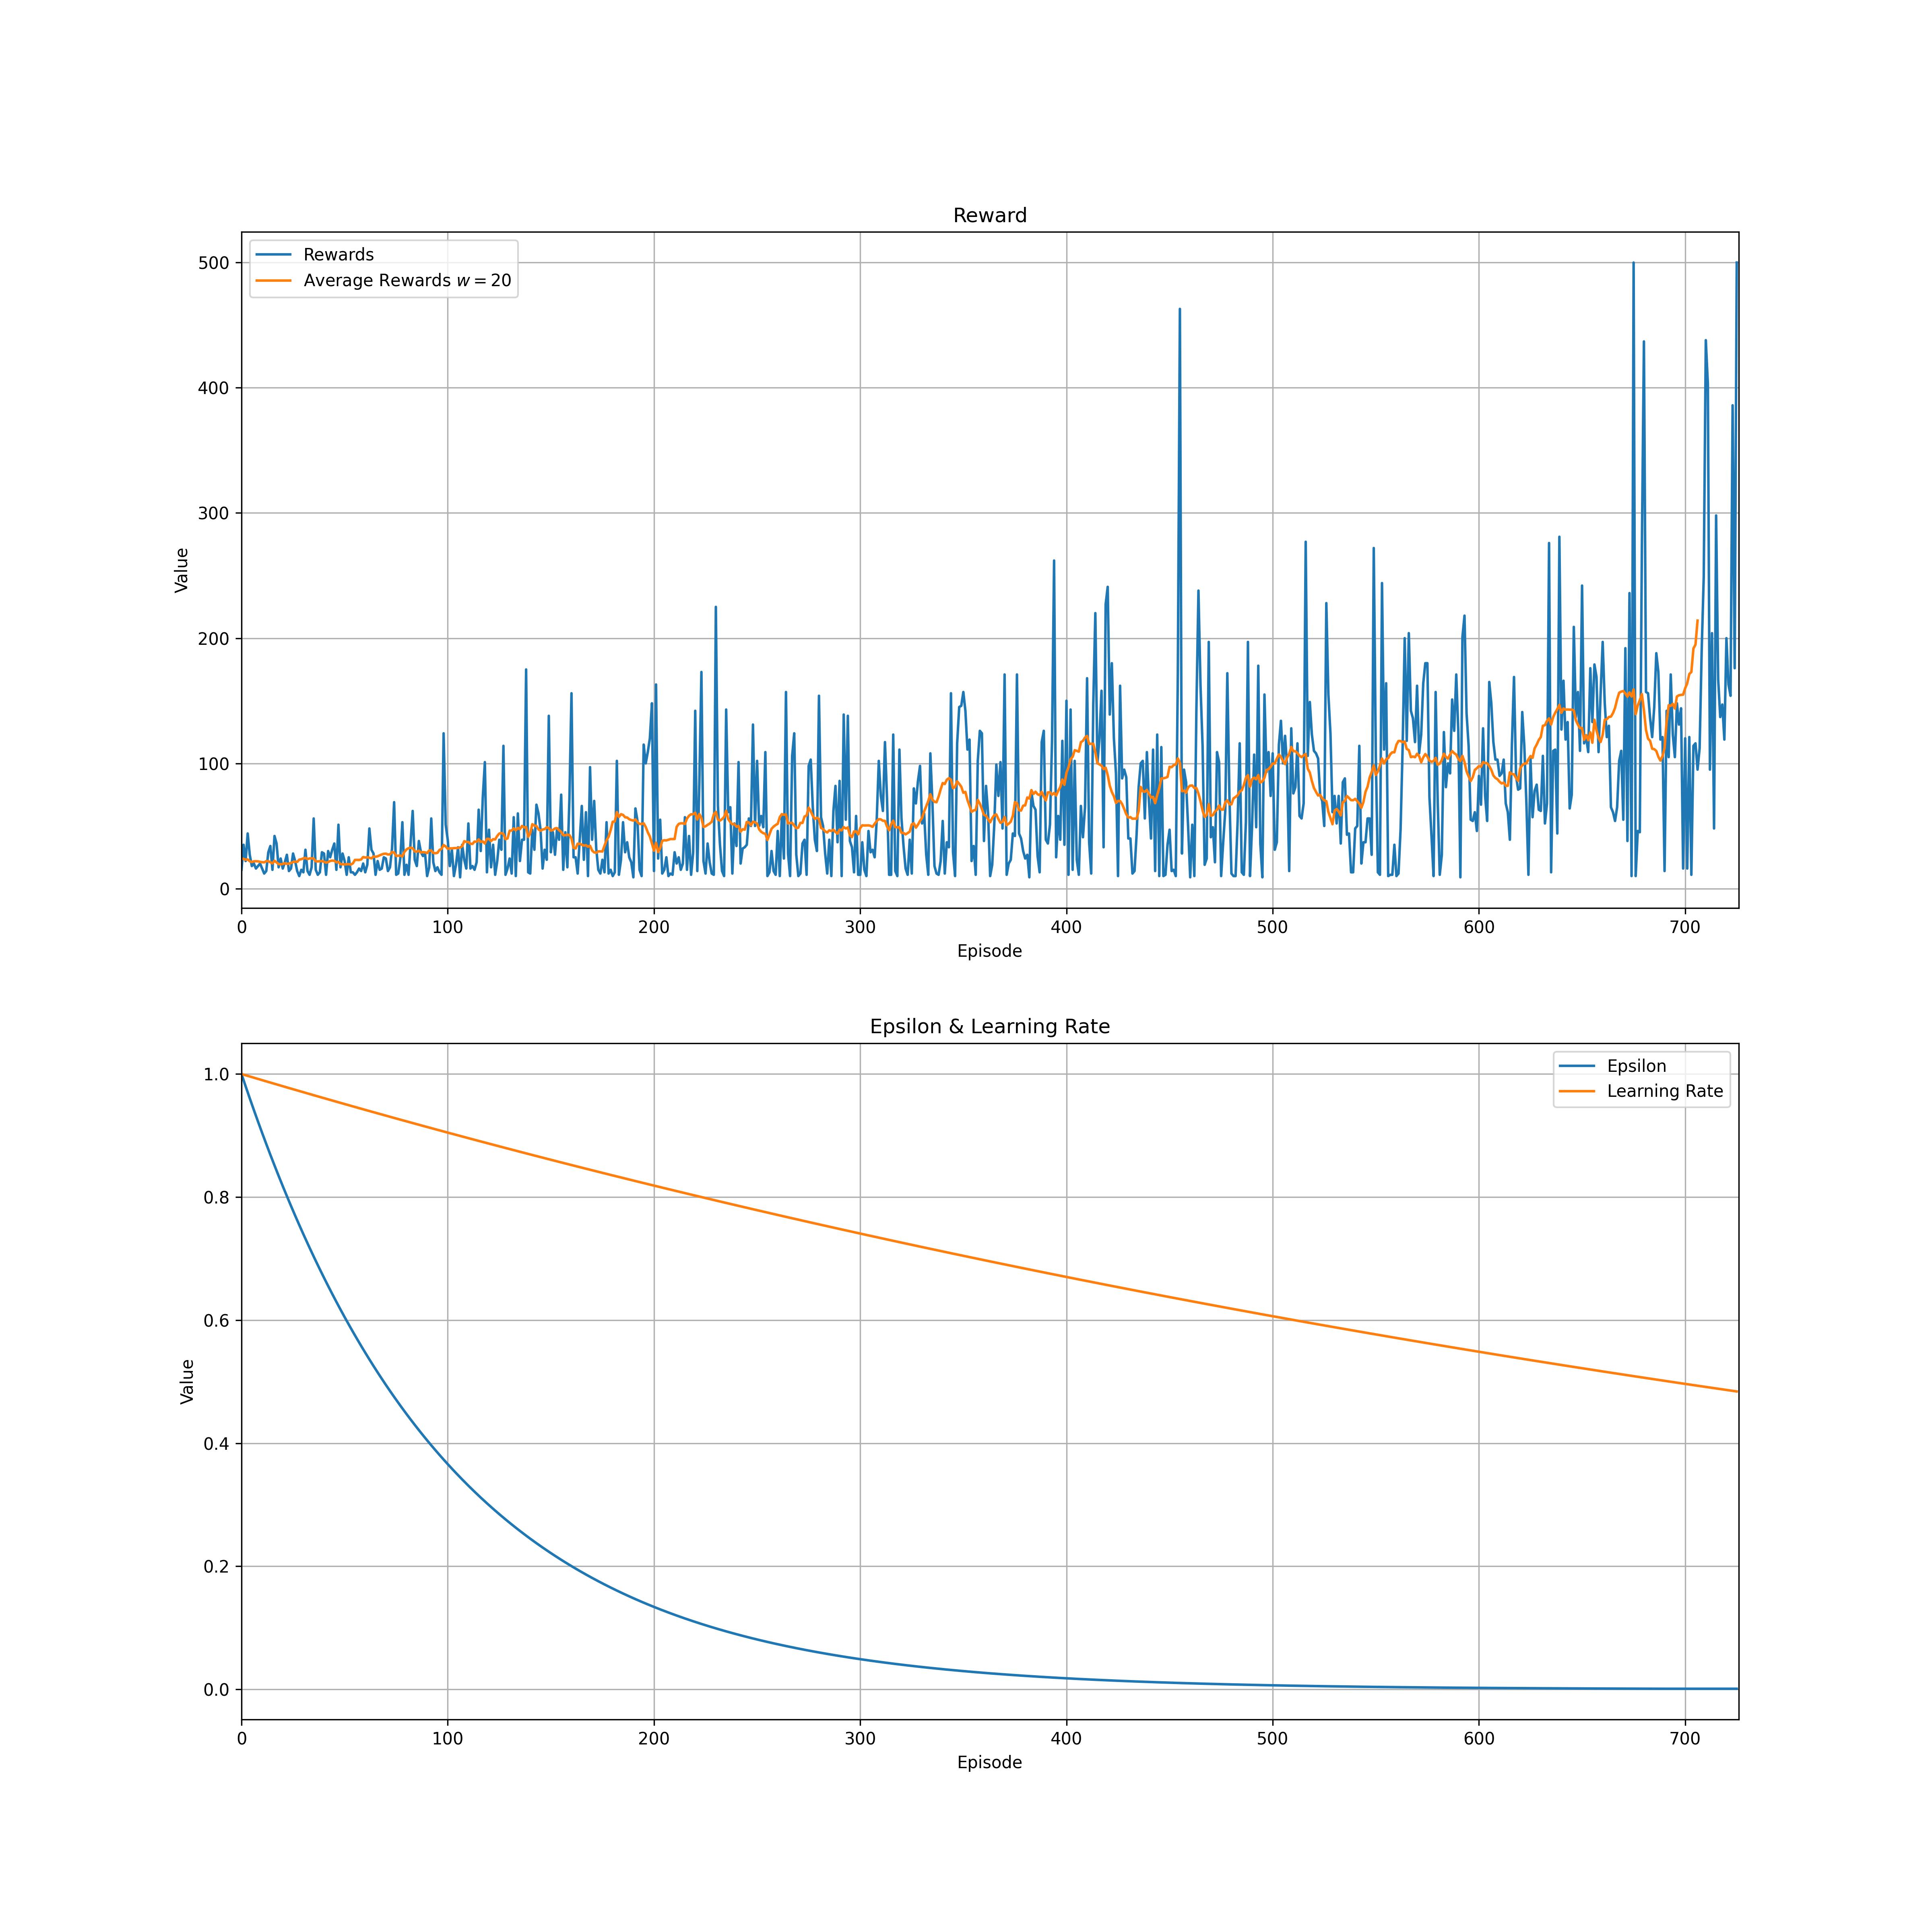 Reward
Rewards
Average Rewards w = 20
500
400
300
200
100
0
Value
0 100 200 300 400 500 600 700
Episode
Epsilon & Learning Rate
Epsilon
Learning Rate
1.0
0.8
0.6
0.4
0.2
0.0
Value
0 100 200 300 400 500 600 700
Episode